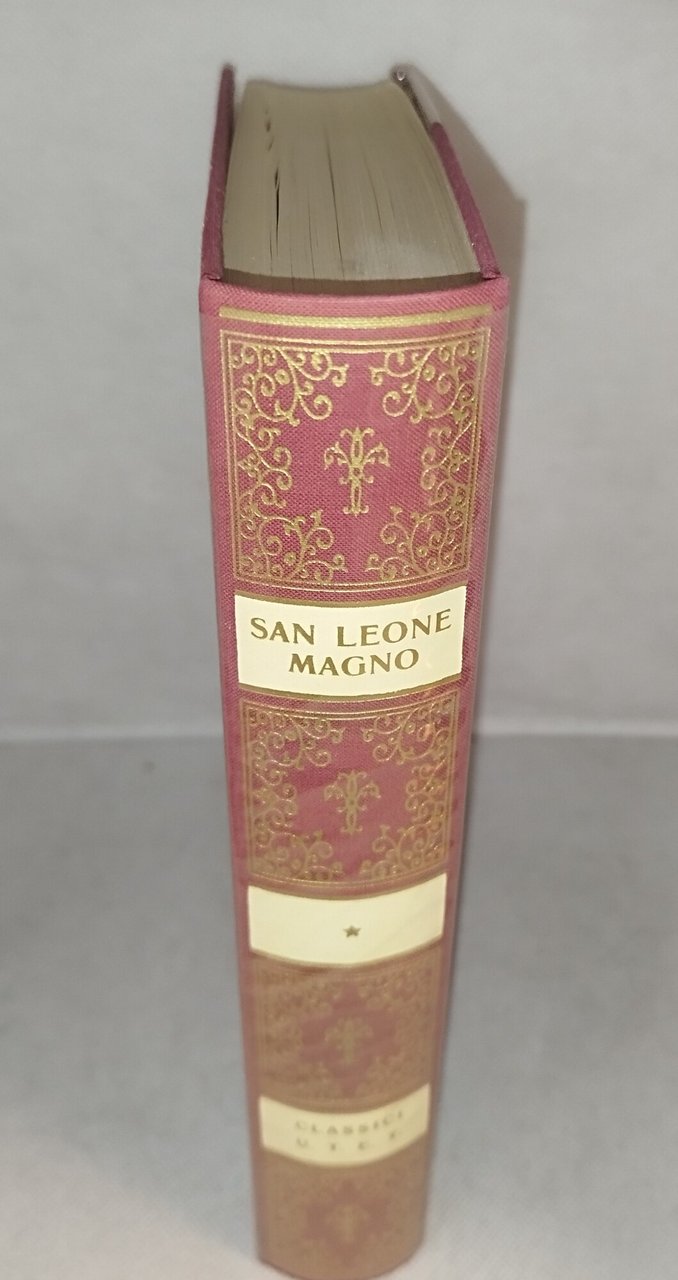 SAN LEONE
MAGNO
CLASSICI
U. T. E. T.